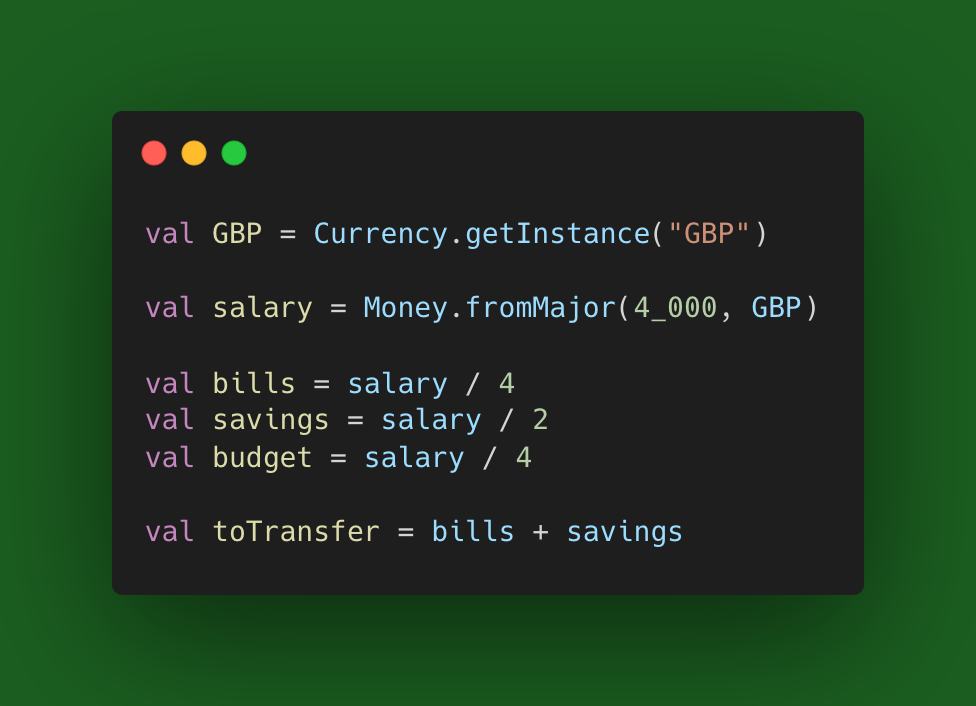 val GBP = Currency.getInstance("GBP")
val salary = Money.fromMajor(4_000, GBP)
val bills = salary / 4
val savings = salary / 2
val budget = salary / 4
val toTransfer = bills + savings